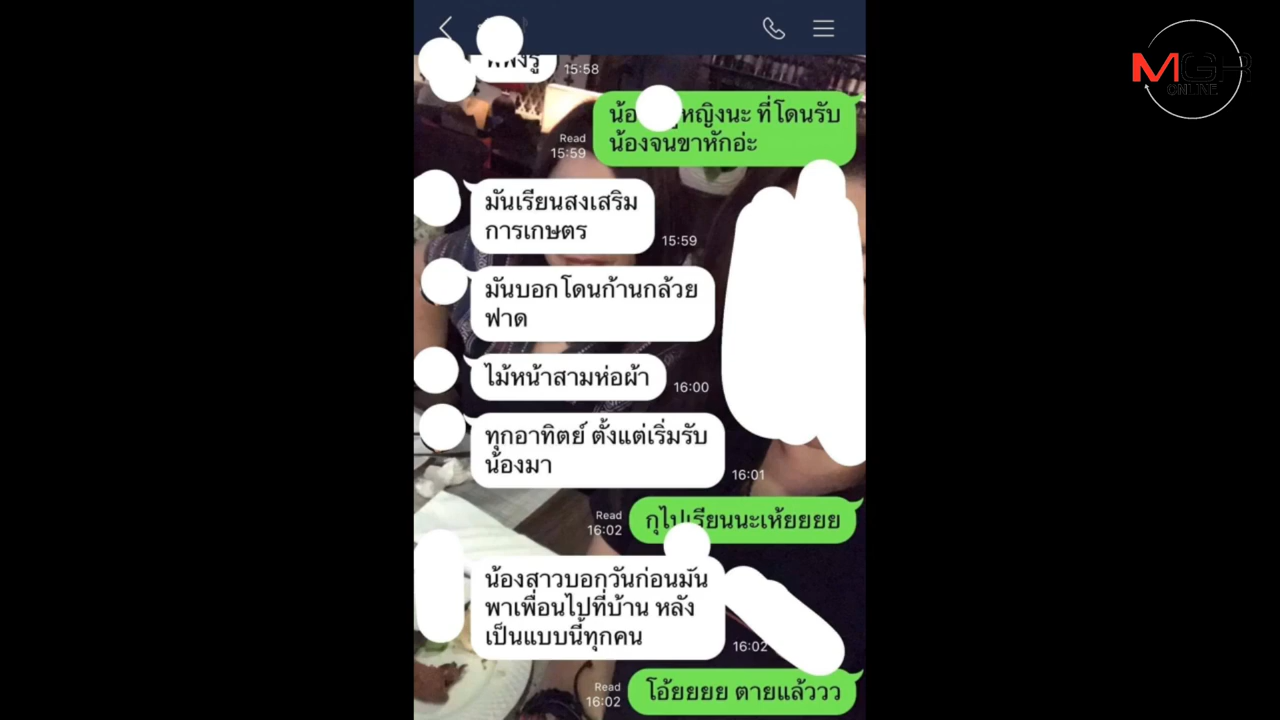 15:58
MGR
ONLINE
หญิงนะ ที่โดนรับ
น้องจนขาหักอ่ะ
Read
15:59
มันเรียนสงเสริม
การเกษตร
15:59
มันบอกโดนก้านกล้วย
ฟาด
ไม้หน้าสามห่อผ้า
16:00
ทุกอาทิตย์ ตั้งแต่เริ่มรับ
น้องมา
16:01
กุไปเรียนนะเห้ยยยย
Read
16:02
น้องสาวบอกวันก่อนมัน
พาเพื่อนไปที่บ้าน หลัง
เป็นแบบนี้ทุกคน
16:02
โอ้ยยยย ตายแล้ววว
Read
16:02